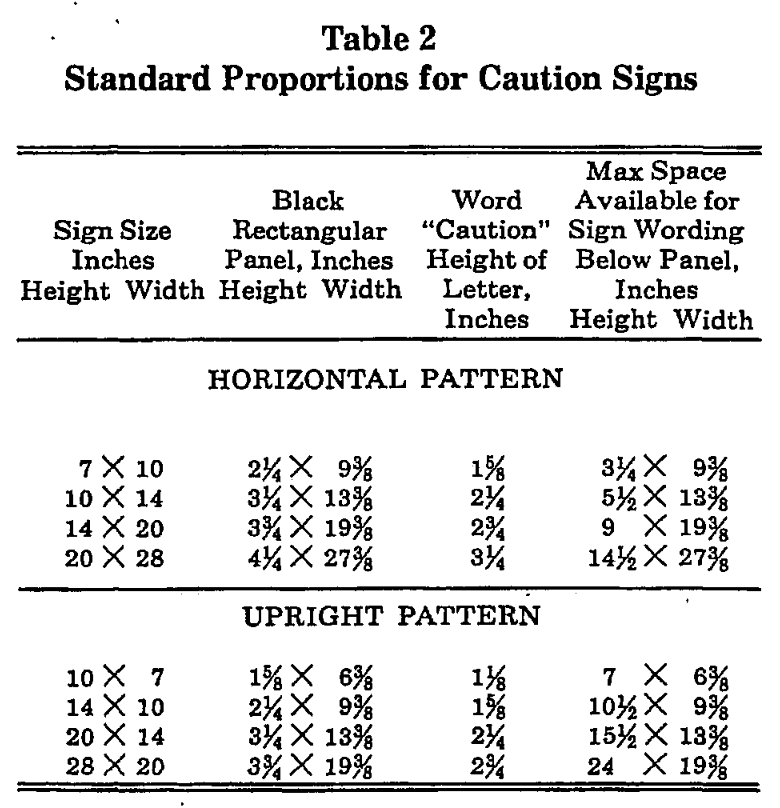 Table 2
Standard Proportions for Caution Signs
Max Space
Black Word Available for
Sign Size Rectangular "Caution" Sign Wording
Inches Panel, Inches Height of Below Panel,
Height Width Height Width Letter, Inches
Inches Height Width
HORIZONTAL PATTERN
7 × 10 2¼ × 9⅜ 1⅝ 3¼ × 9⅜
10 × 14 3¼ × 13⅜ 2¼ 5½ × 13⅜
14 × 20 3¾ × 19⅜ 2¾ 9 × 19⅜
20 × 28 4¼ × 27⅜ 3¼ 14½ × 27⅜
UPRIGHT PATTERN
10 × 7 1⅝ × 6⅜ 1⅛ 7 × 6⅜
14 × 10 2¼ × 9⅜ 1⅝ 10½ × 9⅜
20 × 14 3¼ × 13⅜ 2¼ 15½ × 13⅜
28 × 20 3¾ × 19⅜ 2¾ 24 × 19⅜